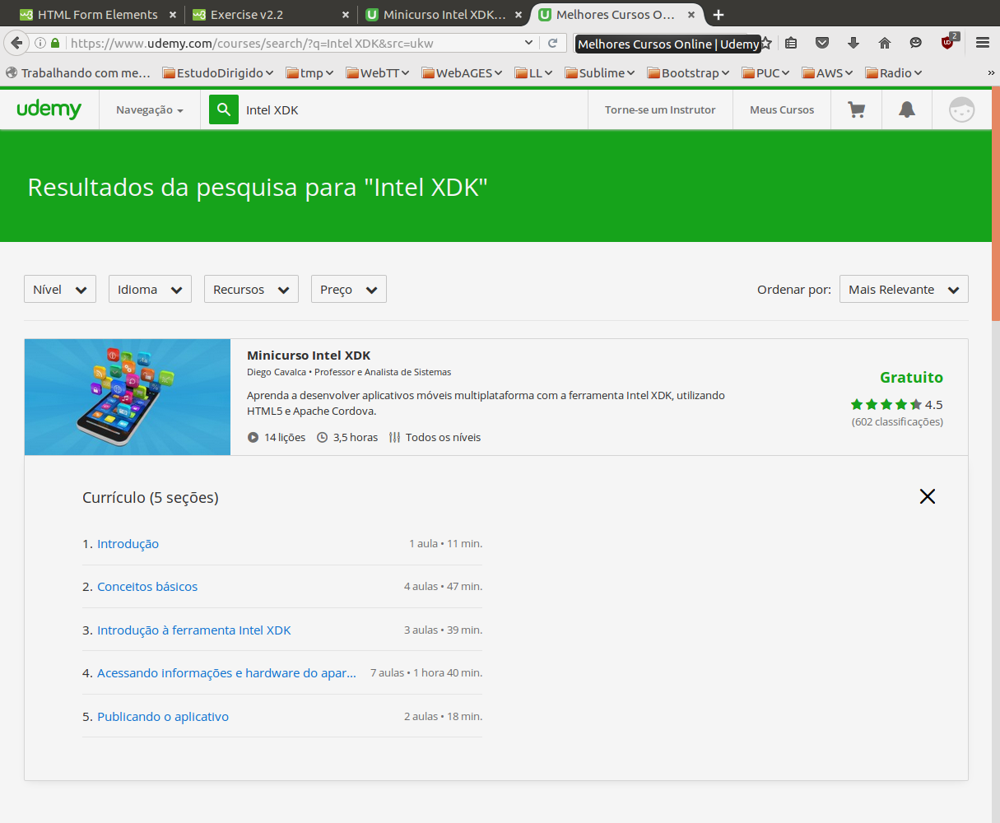 HTML Form Elements
Exercise v2.2
Minicurso Intel XDK...
Melhores Cursos O...
https://www.udemy.com/courses/search/?q=Intel XDK&src=ukw
Melhores Cursos Online | Udemy
2
Trabalhando com me...
EstudoDirigido
tmp
WebTT
WebAGES
LL
Sublime
Bootstrap
PUC
AWS
Radio
»
udemy
Navegação
Intel XDK
Torne-se um Instrutor
Meus Cursos
Resultados da pesquisa para "Intel XDK"
Nível
Idioma
Recursos
Preço
Ordenar por:
Mais Relevante
Minicurso Intel XDK
Diego Cavalca • Professor e Analista de Sistemas
Gratuito
Aprenda a desenvolver aplicativos móveis multiplataforma com a ferramenta Intel XDK, utilizando
HTML5 e Apache Cordova.
4.5
(602 classificações)
14 lições
3,5 horas
Todos os níveis
Currículo (5 seções)
1. Introdução
1 aula • 11 min.
2. Conceitos básicos
4 aulas • 47 min.
3. Introdução à ferramenta Intel XDK
3 aulas • 39 min.
4. Acessando informações e hardware do apar...
7 aulas • 1 hora 40 min.
5. Publicando o aplicativo
2 aulas • 18 min.